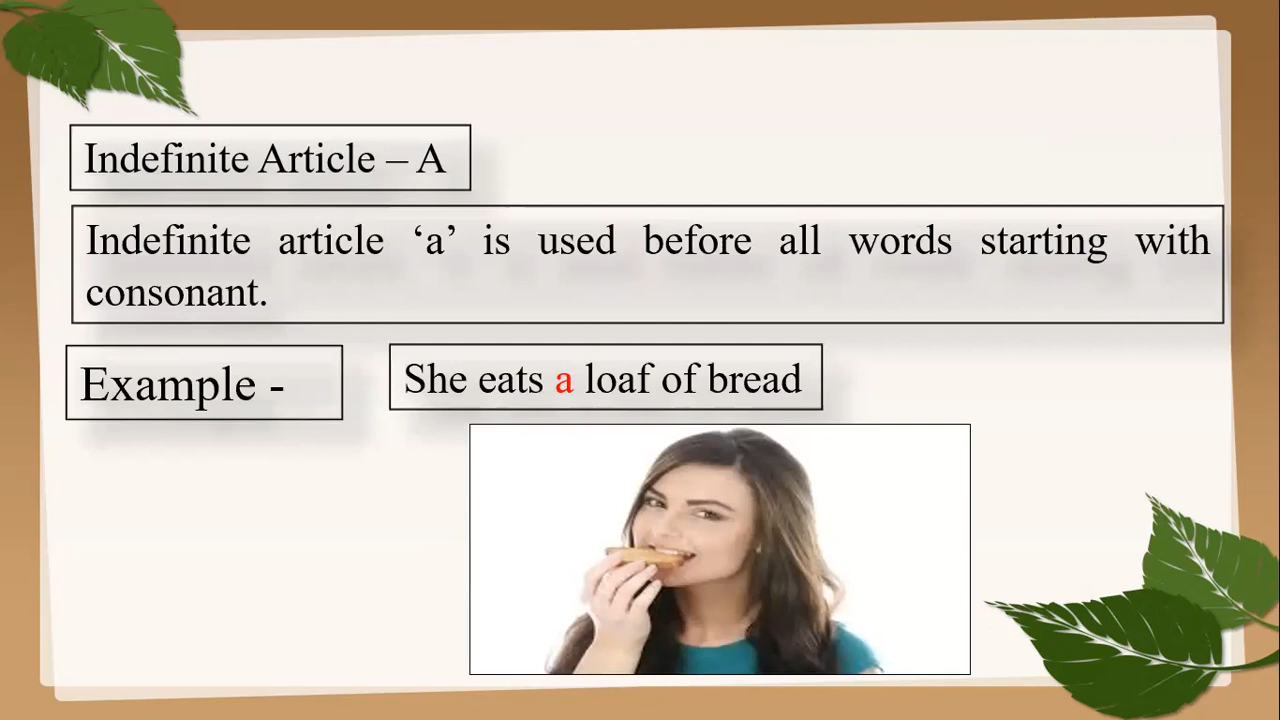 Indefinite Article – A
Indefinite article ‘a’ is used before all words starting with
consonant.
Example -
She eats a loaf of bread